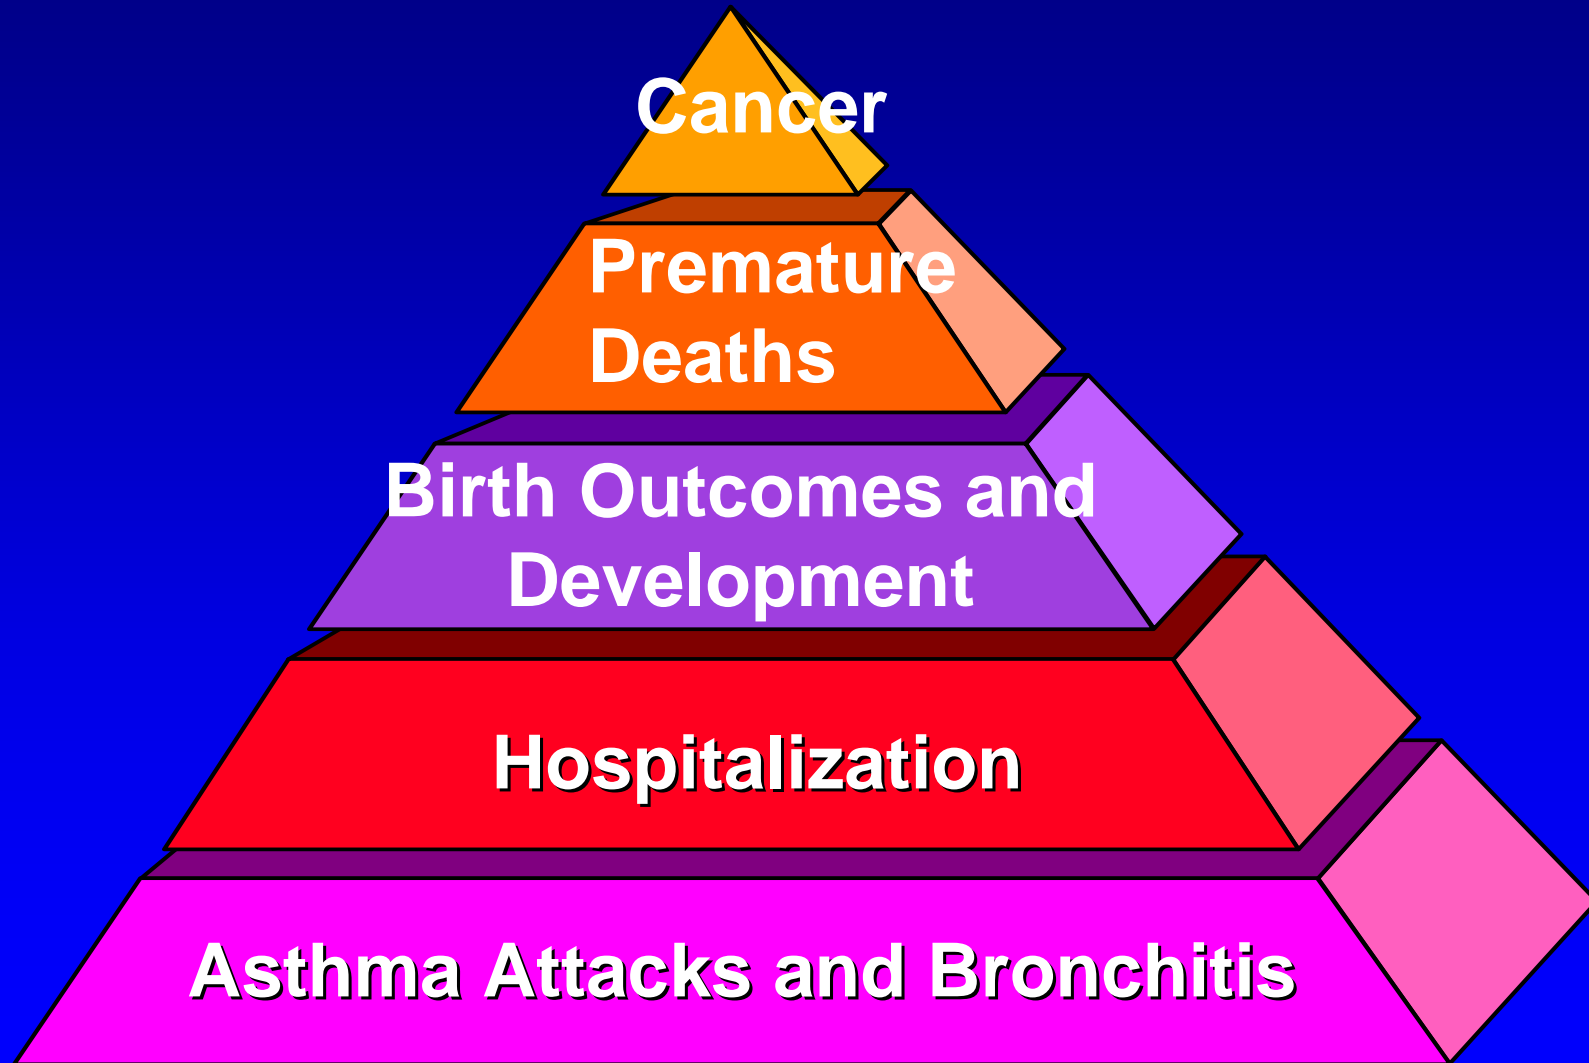 Cancer
Premature
Deaths
Birth Outcomes and
Development
Hospitalization
Asthma Attacks and Bronchitis